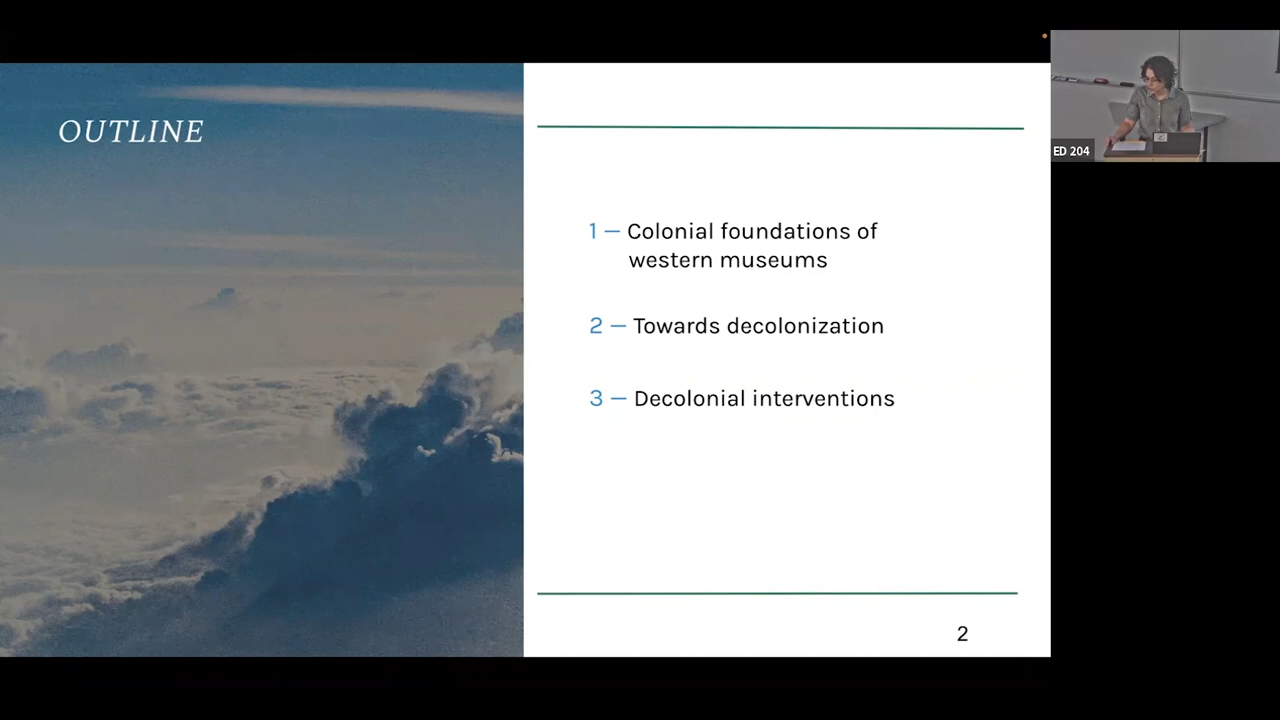 OUTLINE
1 — Colonial foundations of
western museums
2 — Towards decolonization
3 — Decolonial interventions
2
ED 204